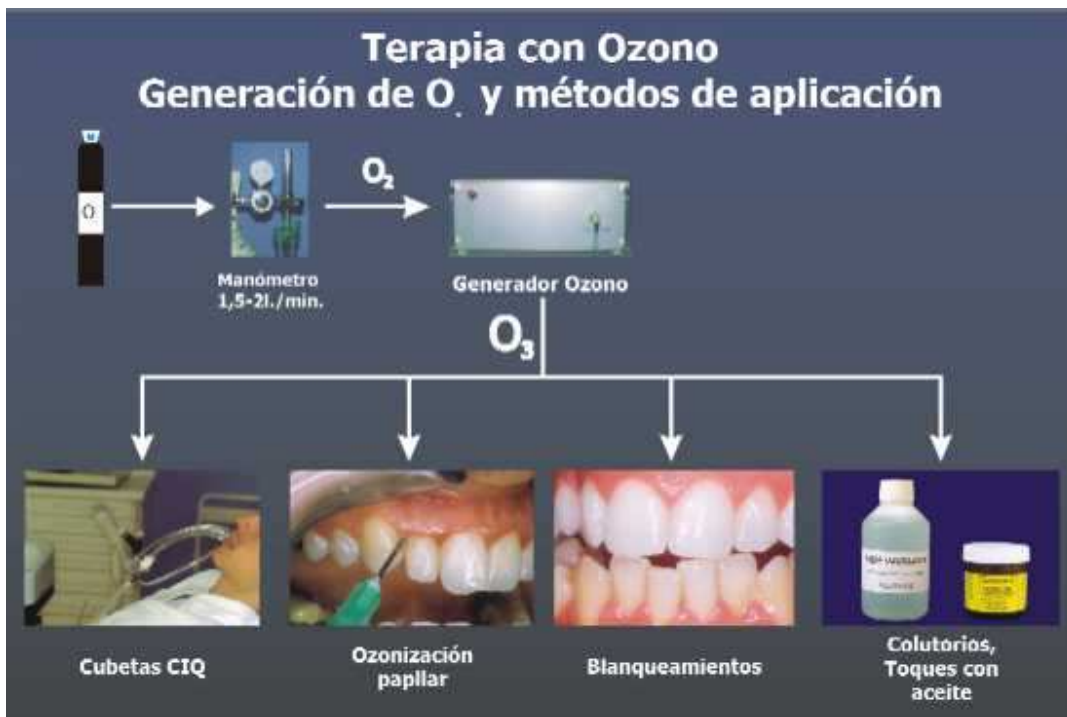 Terapia con Ozono
Generación de O. y métodos de aplicación
O
O₂
Manómetro
1,5-2l./min.
Generador Ozono
O₃
Cubetas CIQ
Ozonización
papllar
Blanqueamientos
Colutorios,
Toques con
aceite